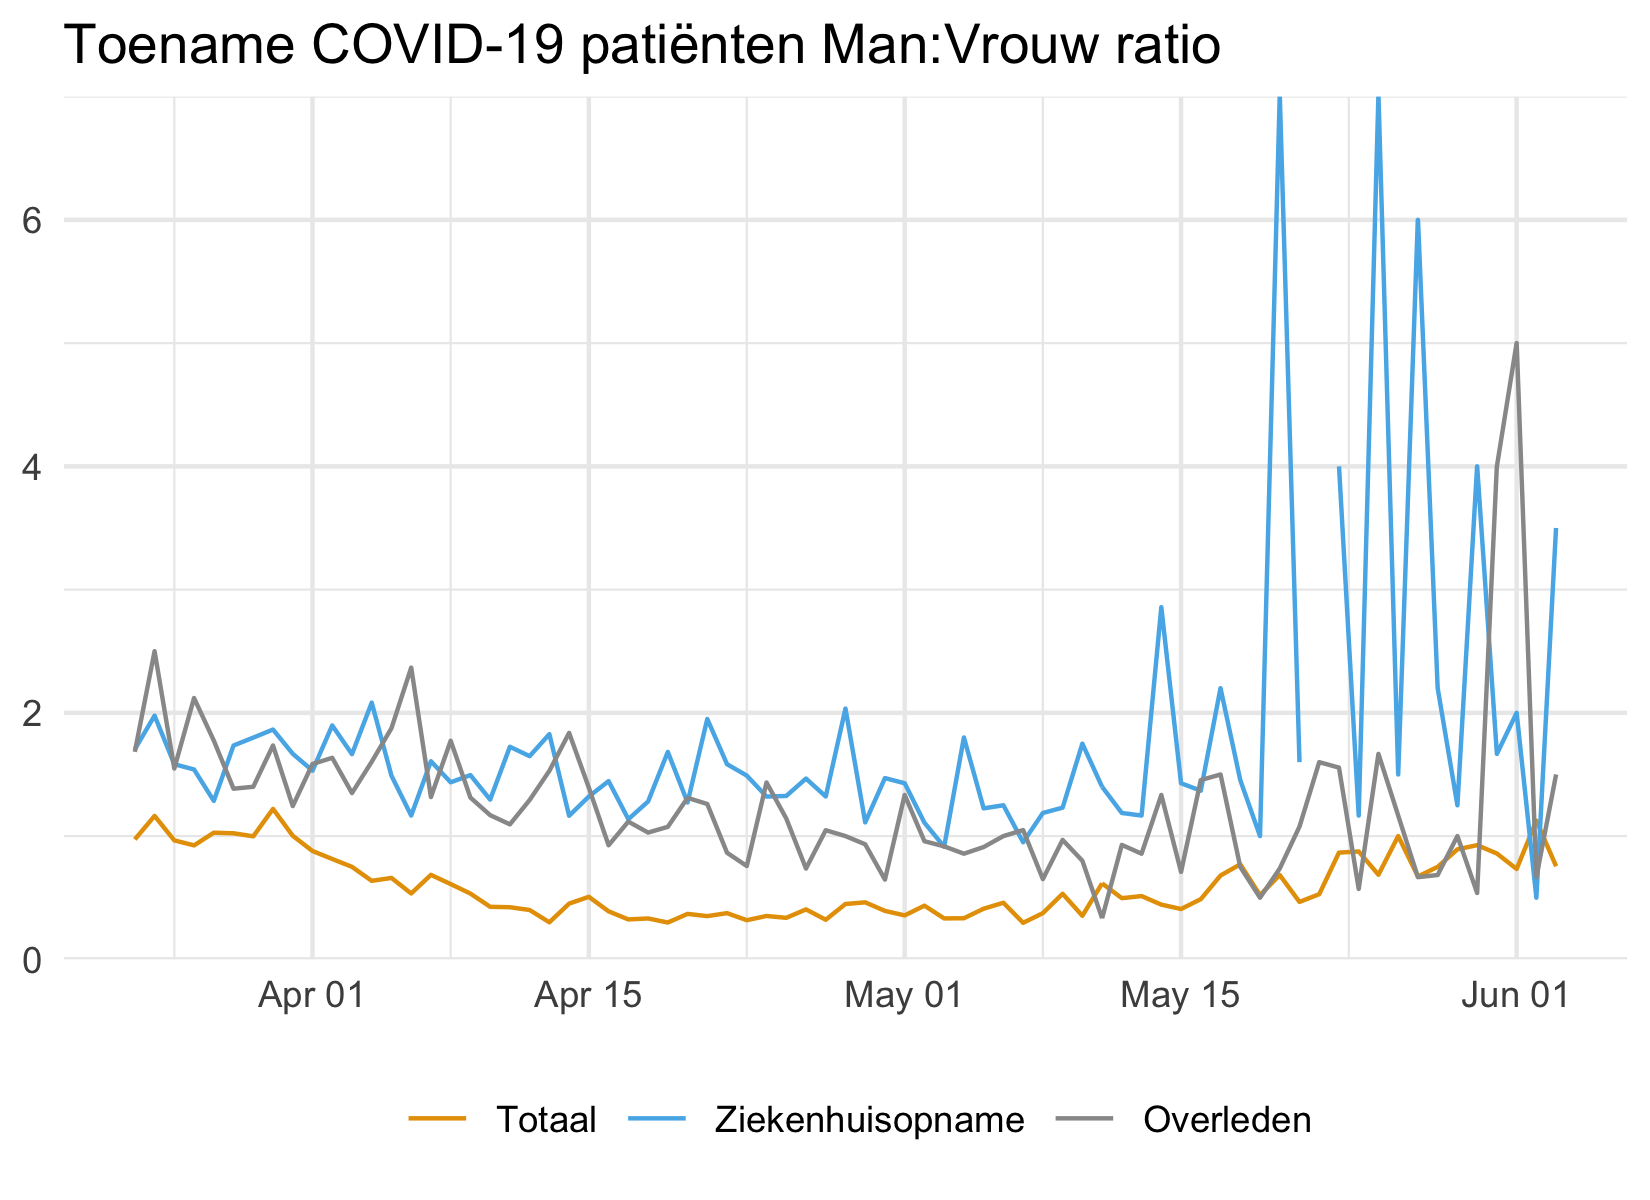 Toename COVID-19 patiënten Man:Vrouw ratio
6
4
2
0
Apr 01 Apr 15 May 01 May 15 Jun 01
Totaal Ziekenhuisopname Overleden